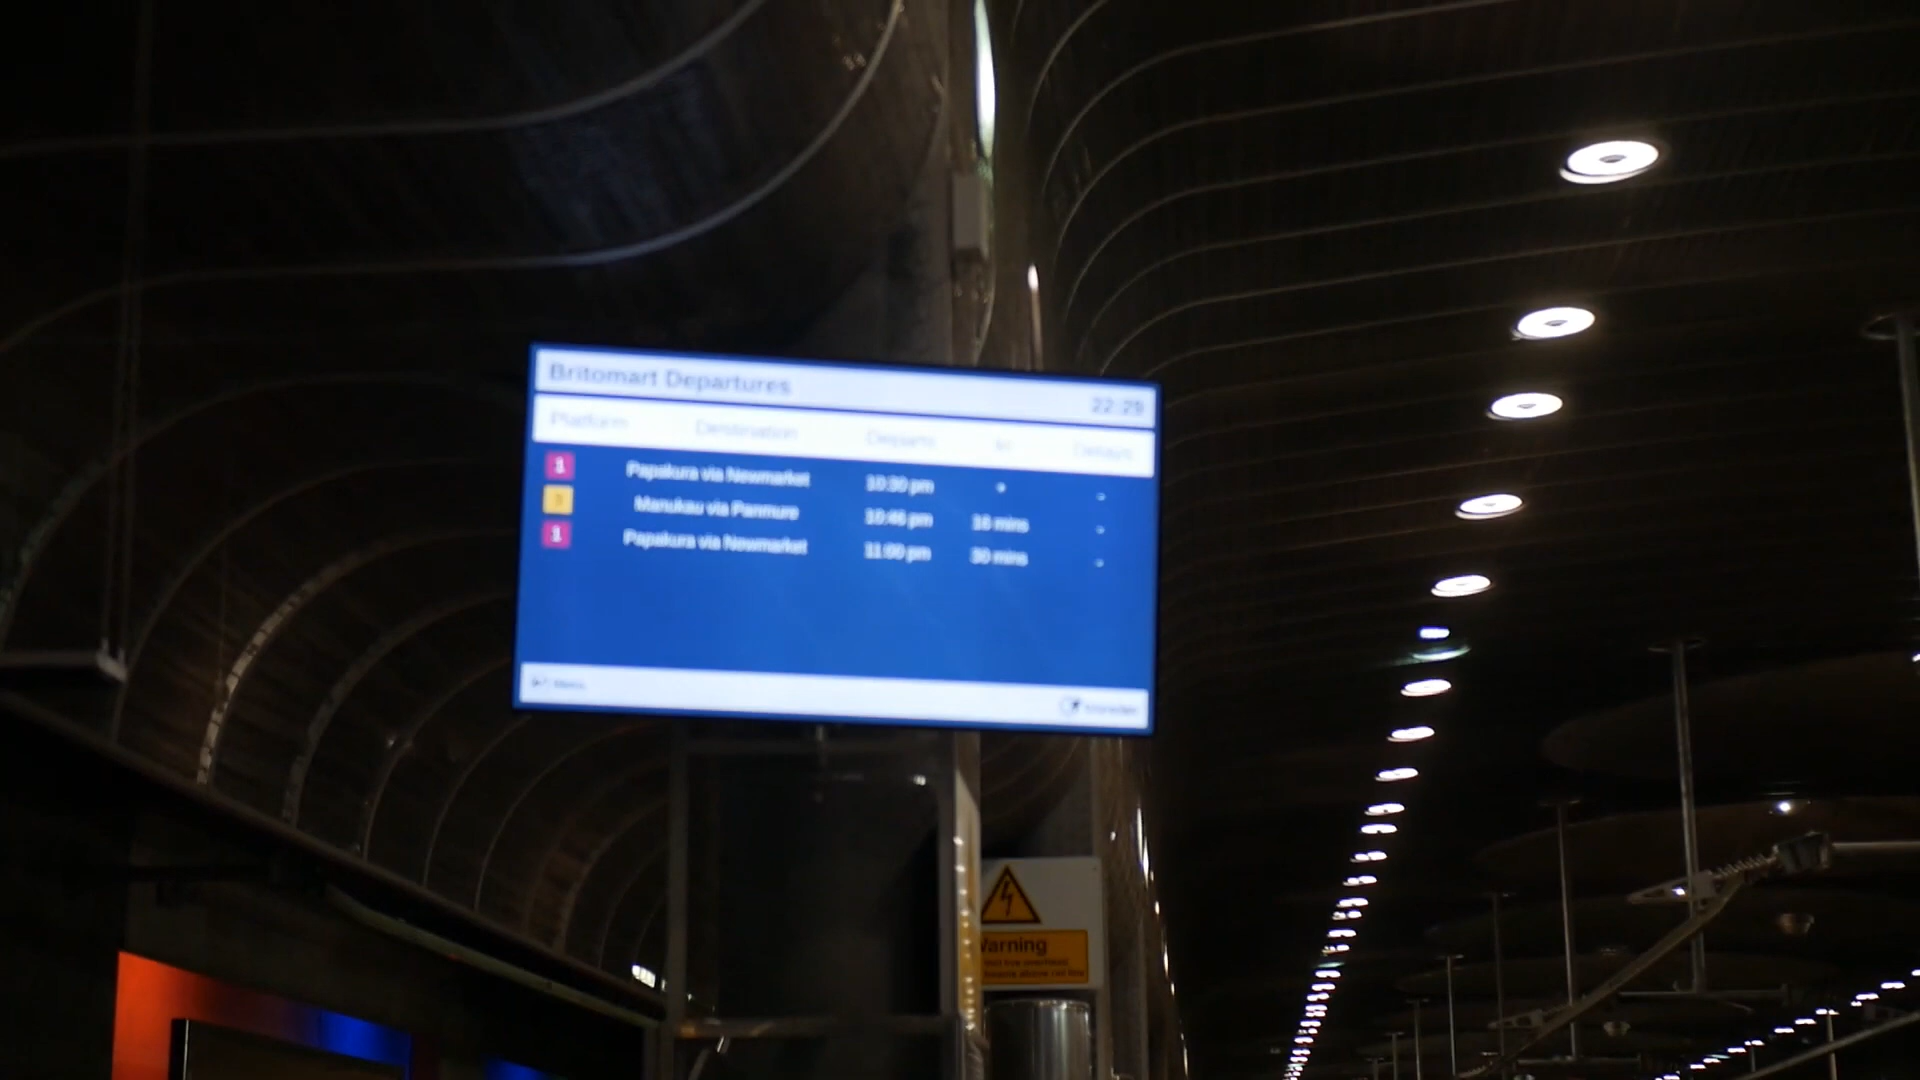 Britomart Departures 22:29
Platform Destination Departs In Details
1 Papakura via Newmarket 10:30 pm * -
Manukau via Panmure 10:46 pm 16 mins -
1 Papakura via Newmarket 11:00 pm 30 mins -
Warning